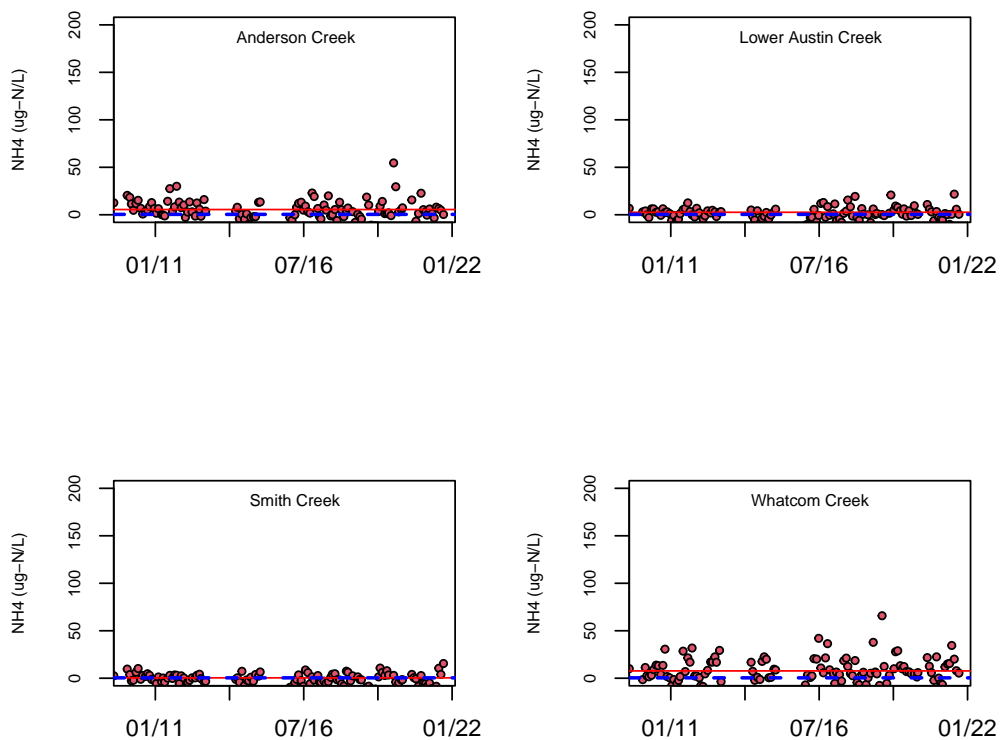 Anderson Creek
NH4 (ug−N/L)
200
150
100
50
0
01/11 07/16 01/22
Lower Austin Creek
NH4 (ug−N/L)
200
150
100
50
0
01/11 07/16 01/22
Smith Creek
NH4 (ug−N/L)
200
150
100
50
0
01/11 07/16 01/22
Whatcom Creek
NH4 (ug−N/L)
200
150
100
50
0
01/11 07/16 01/22